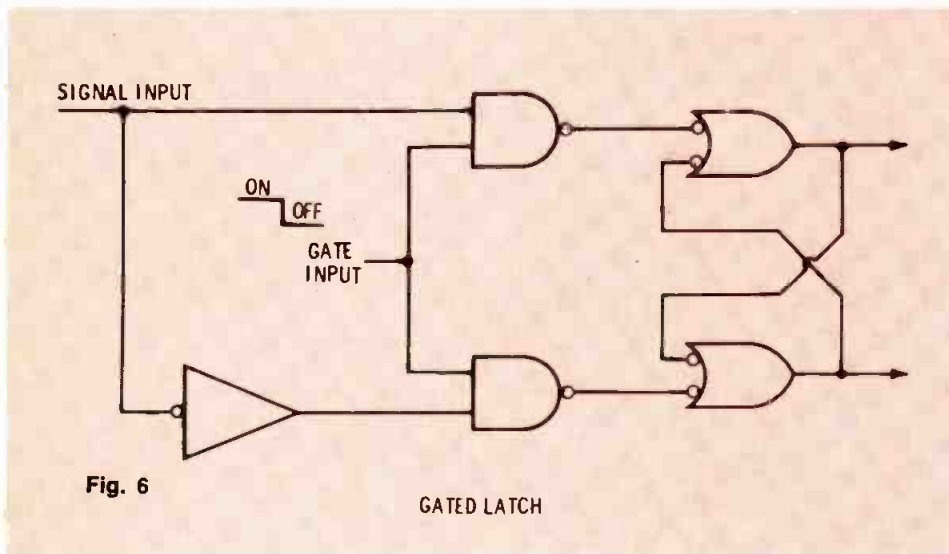 SIGNAL INPUT
ON
OFF
GATE
INPUT
Fig. 6
GATED LATCH